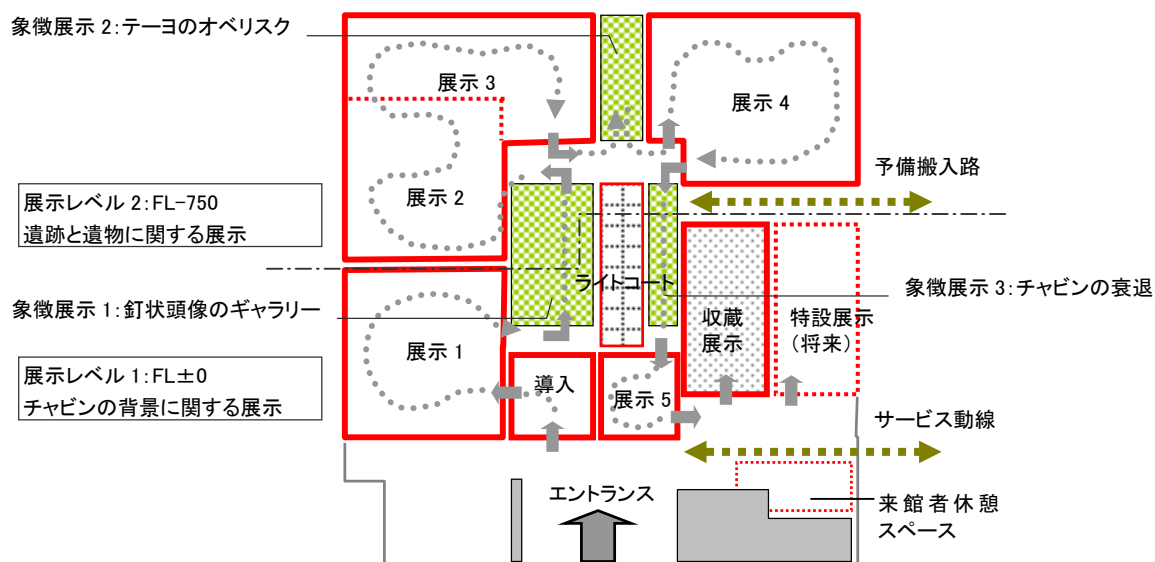 象徴展示 2：テーヨのオベリスク
展示 3
展示 4
予備搬入路
展示レベル 2：FL-750
遺跡と遺物に関する展示
展示 2
ライトコート
象徴展示 1：釘状頭像のギャラリー
象徴展示 3：チャビンの衰退
収蔵
展示
特設展示
（将来）
展示 1
展示レベル 1：FL±0
チャビンの背景に関する展示
導入
展示 5
サービス動線
エントランス
来館者休憩
スペース